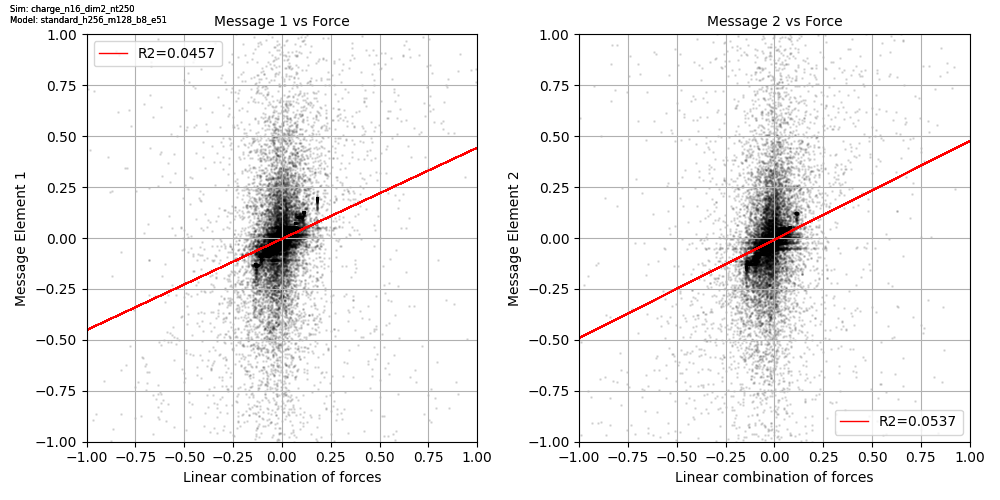 Sim: charge_n16_dim2_nt250
Model: standard_h256_m128_b8_e51
Message 1 vs Force
R2=0.0457
1.00
0.75
0.50
0.25
0.00
−0.25
−0.50
−0.75
−1.00
Message Element 1
−1.00 −0.75 −0.50 −0.25 0.00 0.25 0.50 0.75 1.00
Linear combination of forces
Message 2 vs Force
R2=0.0537
1.00
0.75
0.50
0.25
0.00
−0.25
−0.50
−0.75
−1.00
Message Element 2
−1.00 −0.75 −0.50 −0.25 0.00 0.25 0.50 0.75 1.00
Linear combination of forces